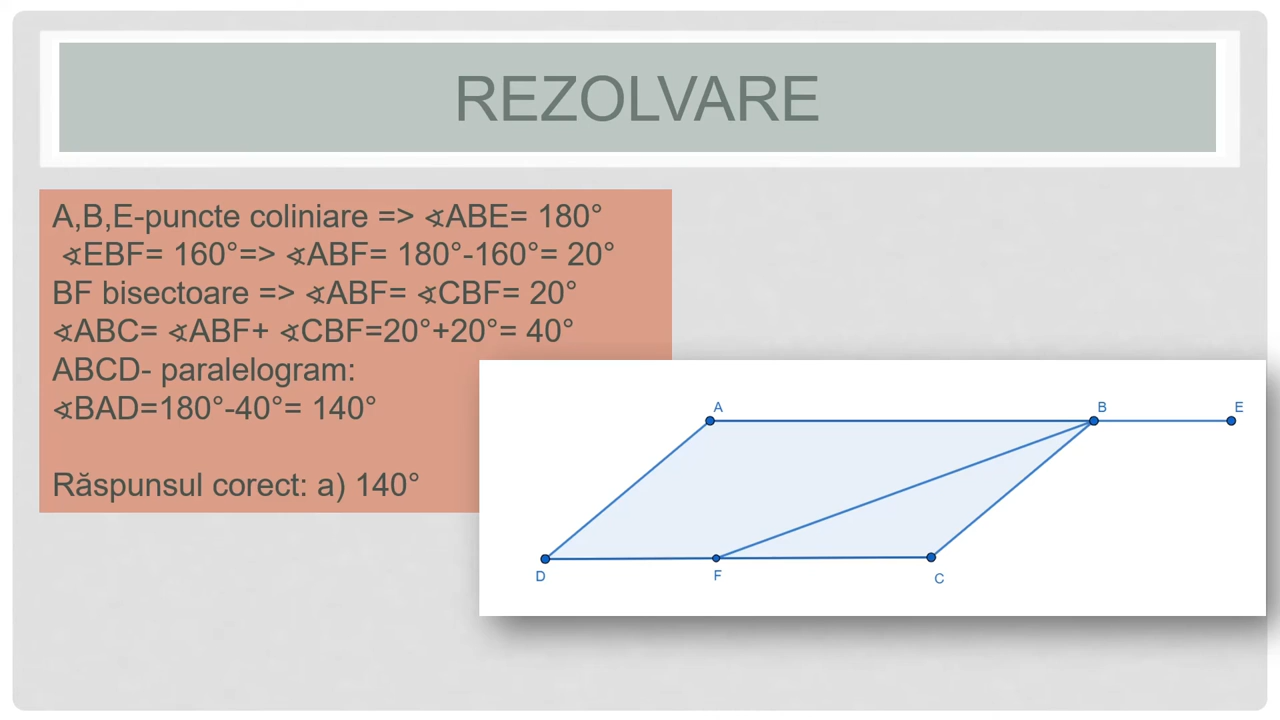 REZOLVARE
A,B,E-puncte coliniare => ∢ABE= 180°
∢EBF= 160°=> ∢ABF= 180°-160°= 20°
BF bisectoare => ∢ABF= ∢CBF= 20°
∢ABC= ∢ABF+ ∢CBF=20°+20°= 40°
ABCD- paralelogram:
∢BAD=180°-40°= 140°
Răspunsul corect: a) 140°
A
B
E
D
F
C